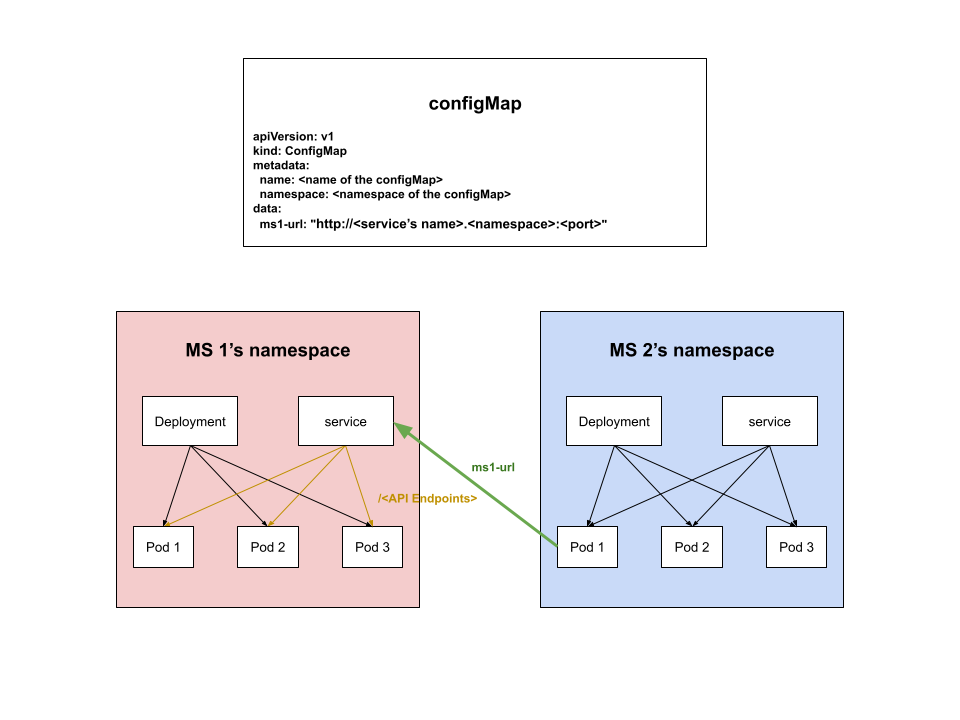 configMap
apiVersion: v1
kind: ConfigMap
metadata:
  name: <name of the configMap>
  namespace: <namespace of the configMap>
data:
  ms1-url: "http://<service’s name>.<namespace>:<port>"
MS 1’s namespace
Deployment
service
/<API Endpoints>
Pod 1
Pod 2
Pod 3
ms1-url
MS 2’s namespace
Deployment
service
Pod 1
Pod 2
Pod 3